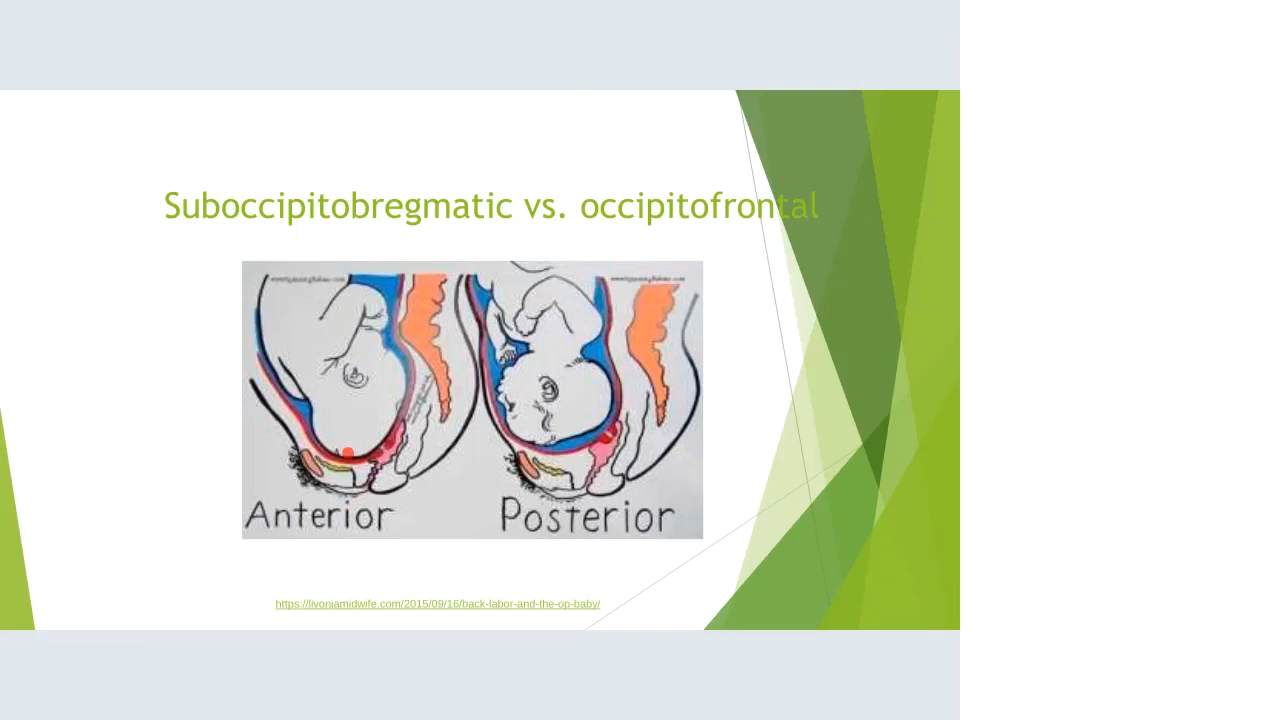 Suboccipitobregmatic vs. occipitofrontal
Anterior
Posterior
https://livoniamidwife.com/2015/09/16/back-labor-and-the-op-baby/